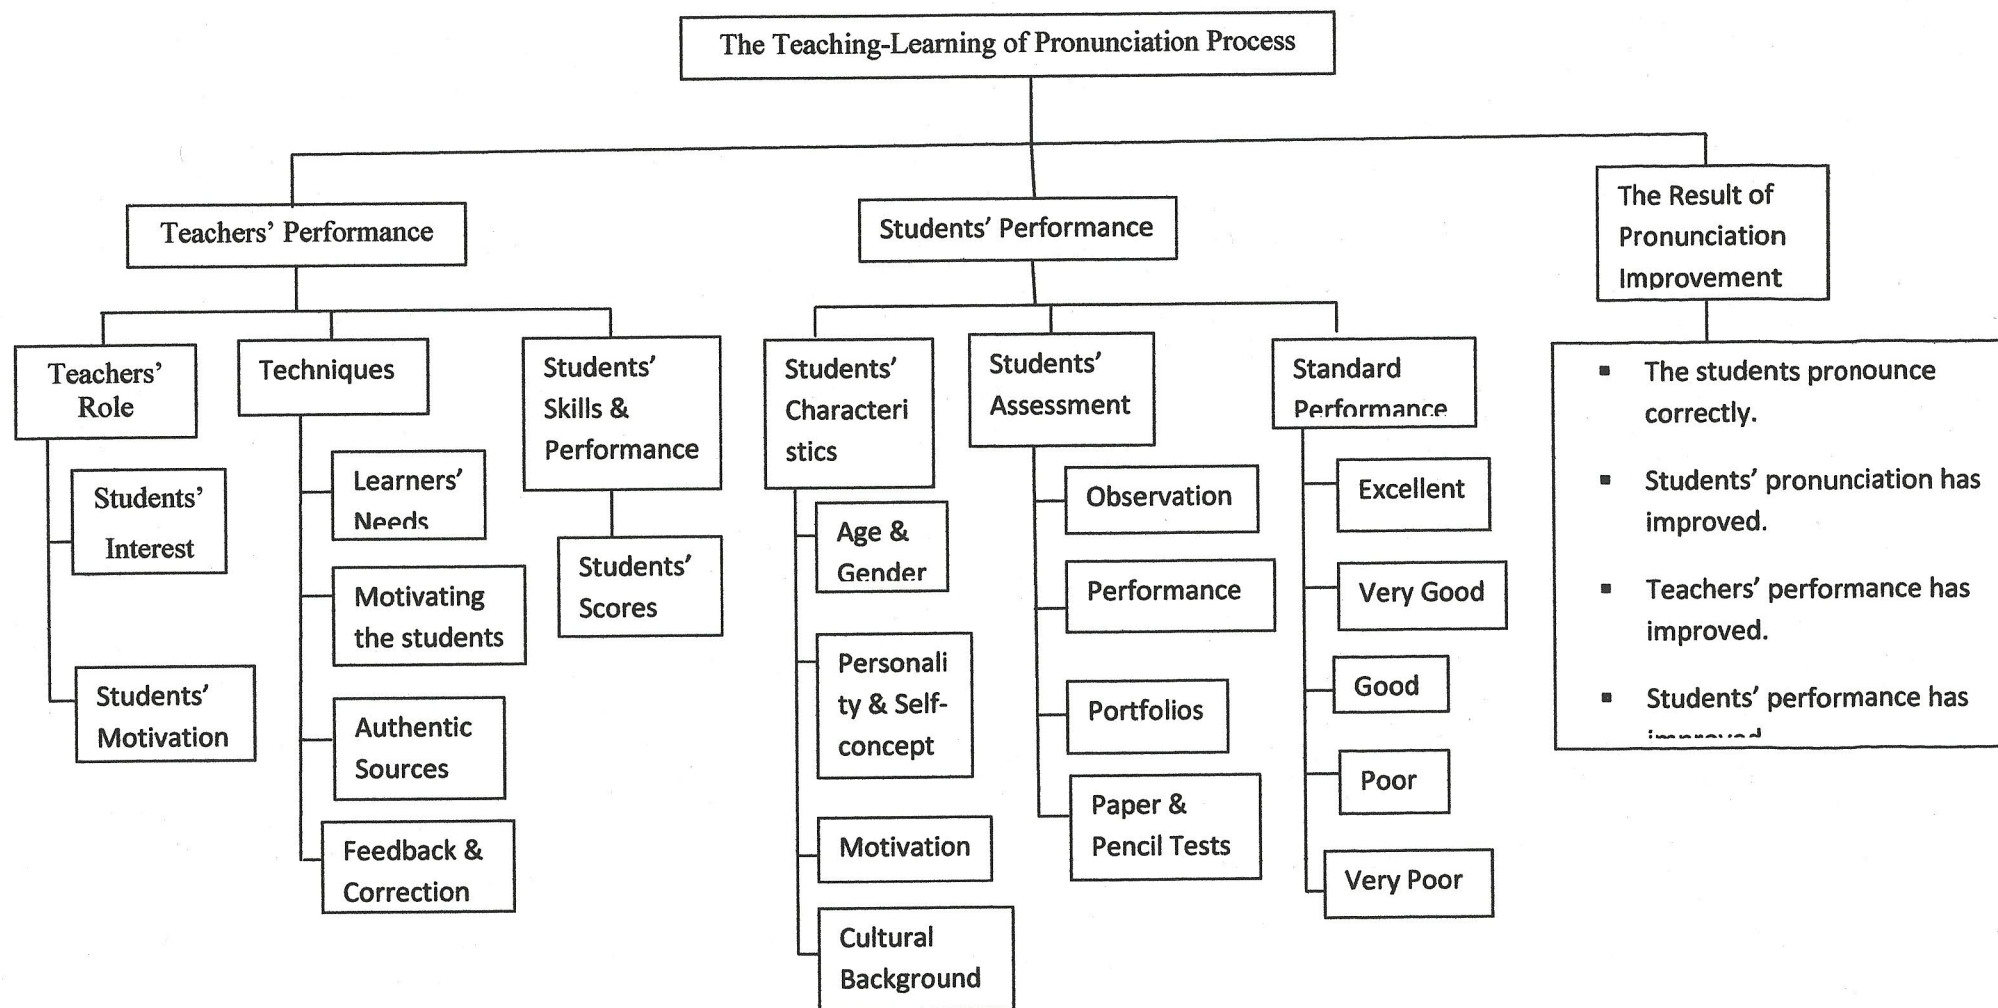 The Teaching-Learning of Pronunciation Process
Teachers’ Performance
Students’ Performance
The Result of
Pronunciation
Improvement
Teachers’
Role
Students’
Interest
Students’
Motivation
Techniques
Learners’
Needs
Motivating
the students
Authentic
Sources
Feedback &
Correction
Students’
Skills &
Performance
Students’
Scores
Students’
Characteri
stics
Age &
Gender
Personali
ty & Self-
concept
Motivation
Cultural
Background
Students’
Assessment
Observation
Performance
Portfolios
Paper &
Pencil Tests
Standard
Performance
Excellent
Very Good
Good
Poor
Very Poor
▪ The students pronounce
correctly.
▪ Students’ pronunciation has
improved.
▪ Teachers’ performance has
improved.
▪ Students’ performance has
improved